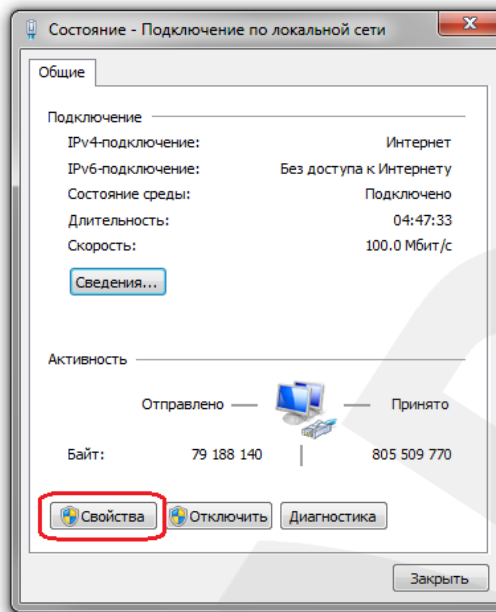 Состояние - Подключение по локальной сети
Общие
Подключение
IPv4-подключение: Интернет
IPv6-подключение: Без доступа к Интернету
Состояние среды: Подключено
Длительность: 04:47:33
Скорость: 100.0 Мбит/с
Сведения...
Активность
Отправлено — — Принято
Байт: 79 188 140 | 805 509 770
Свойства Отключить Диагностика
Закрыть